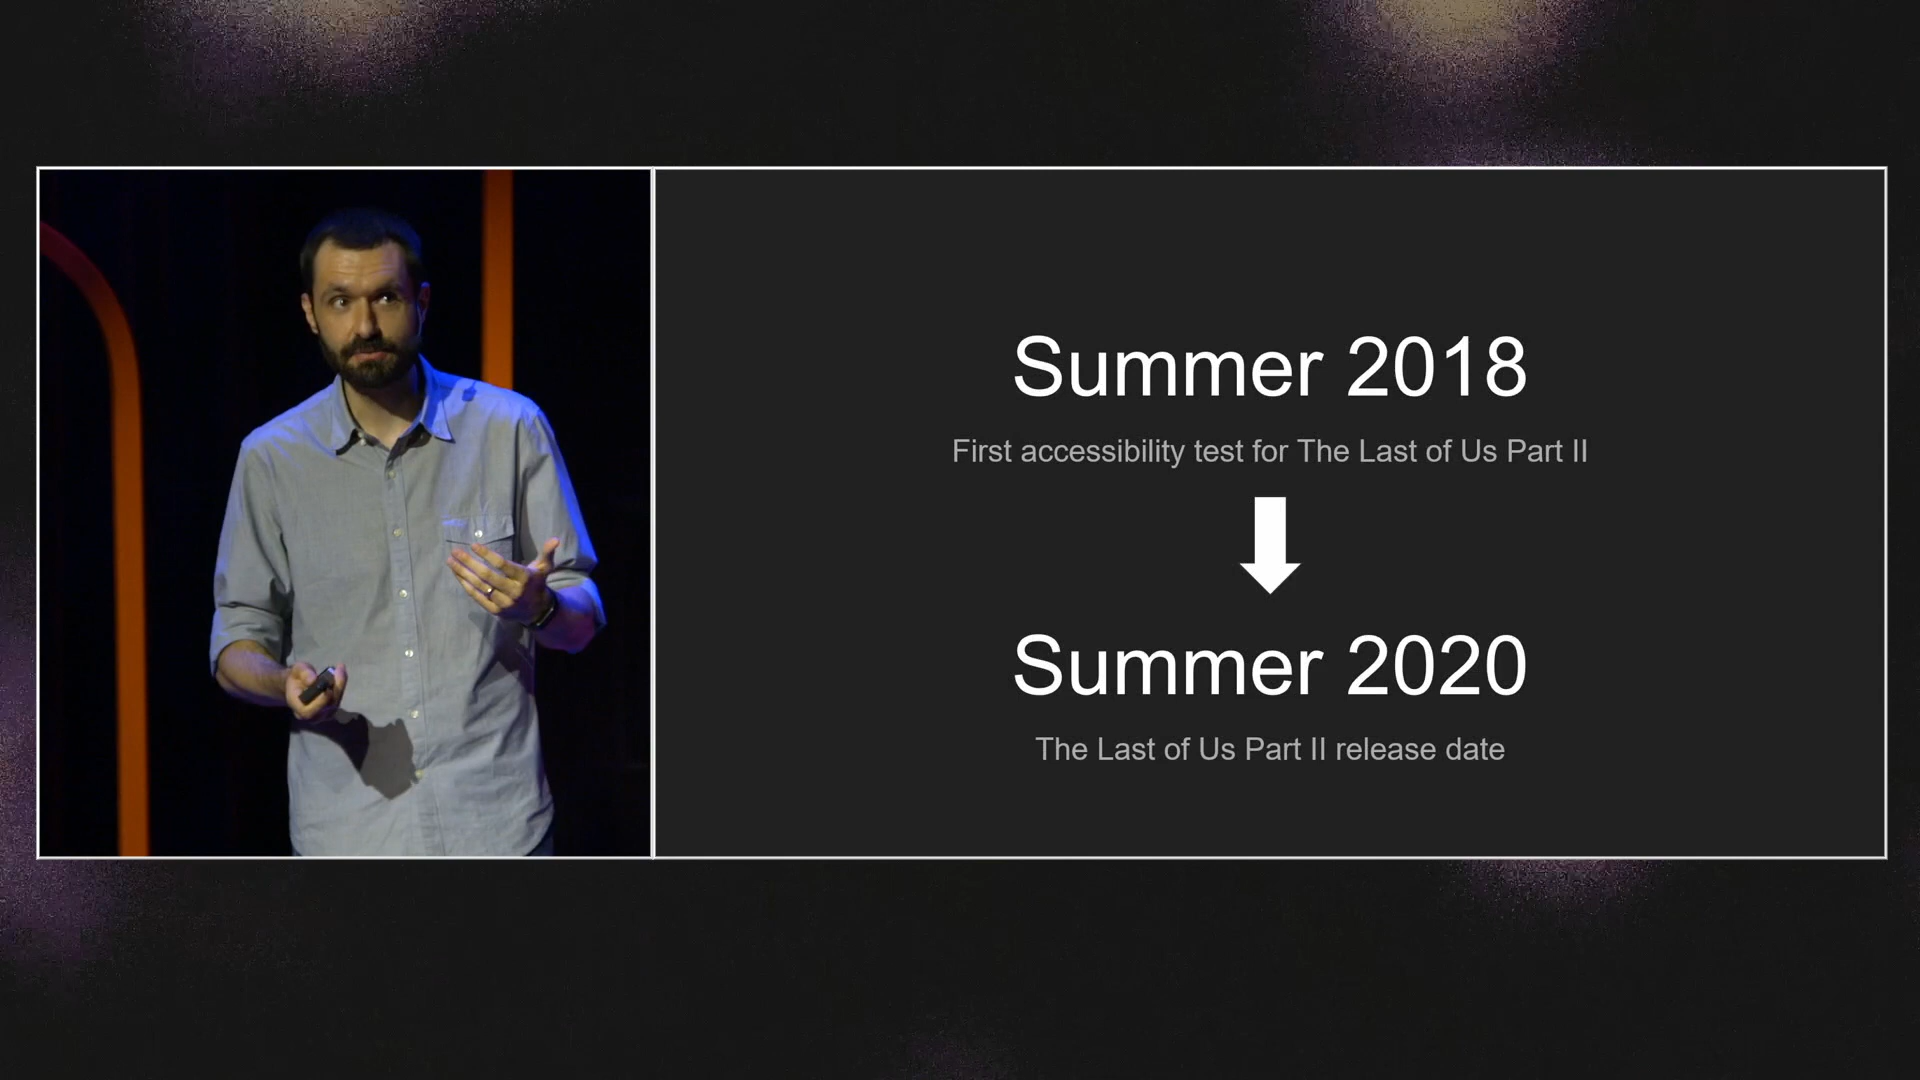 Summer 2018
First accessibility test for The Last of Us Part II
Summer 2020
The Last of Us Part II release date